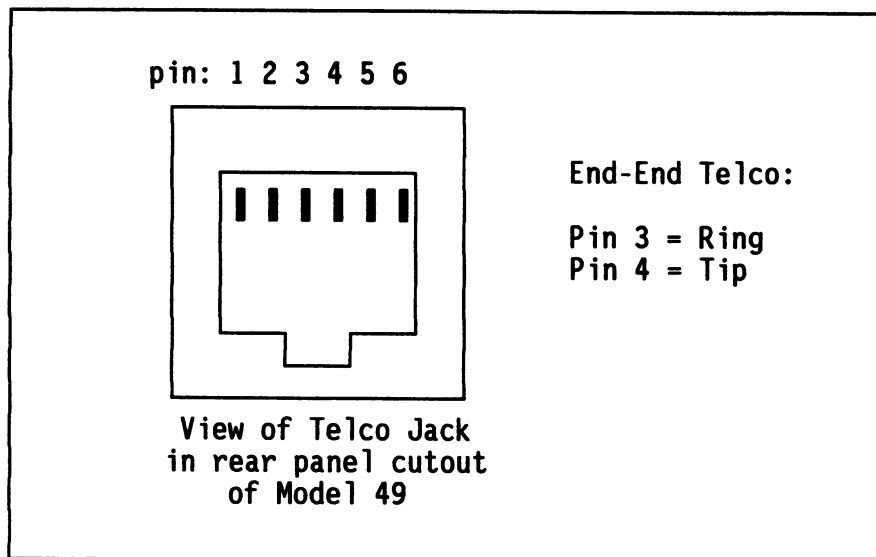 pin: 1 2 3 4 5 6
End-End Telco:
Pin 3 = Ring
Pin 4 = Tip
View of Telco Jack
in rear panel cutout
of Model 49